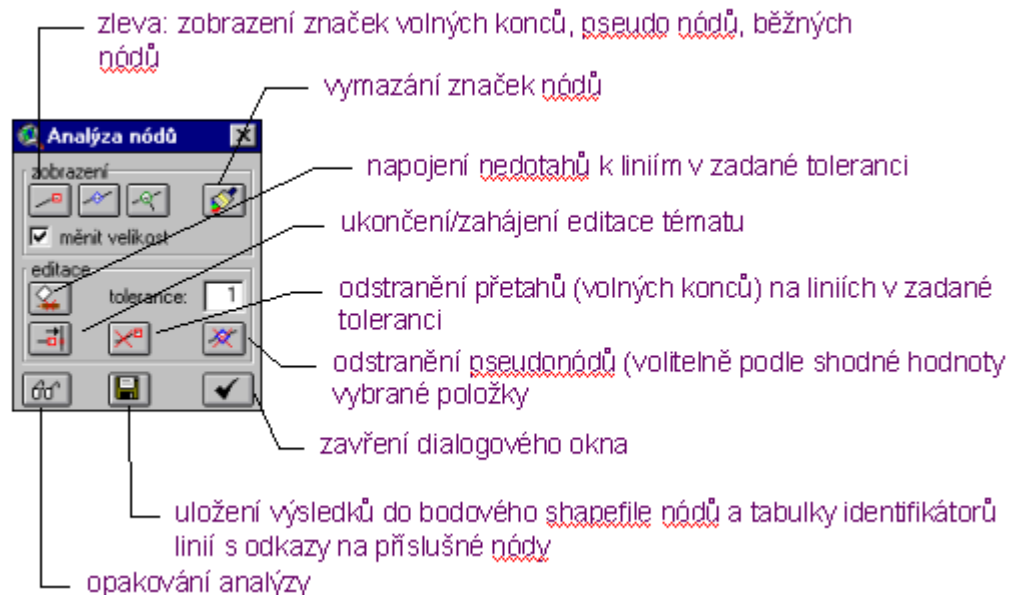 zleva: zobrazení značek volných konců, pseudo nódů, běžných
nódů
vymazání značek nódů
Analýza nódů
napojení nedotahů k liniím v zadané toleranci
zobrazení
ukončení/zahájení editace tématu
měnit velikost
editace
tolerance: 1
odstranění přetahů (volných konců) na liniích v zadané
toleranci
odstranění pseudonódů (volitelně podle shodné hodnoty
vybrané položky
zavření dialogového okna
uložení výsledků do bodového shapefile nódů a tabulky identifikátorů
linií s odkazy na příslušné nódy
opakování analýzy